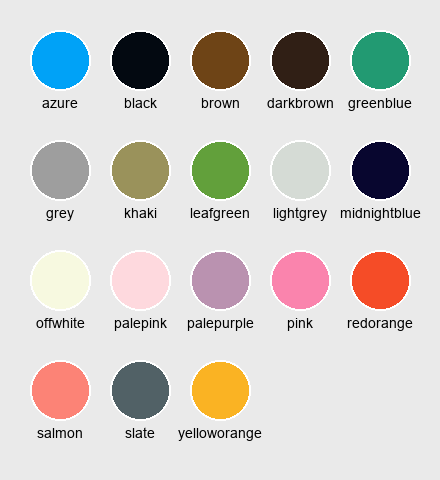 azure black brown darkbrown greenblue
grey khaki leafgreen lightgrey midnightblue
offwhite palepink palepurple pink redorange
salmon slate yelloworange